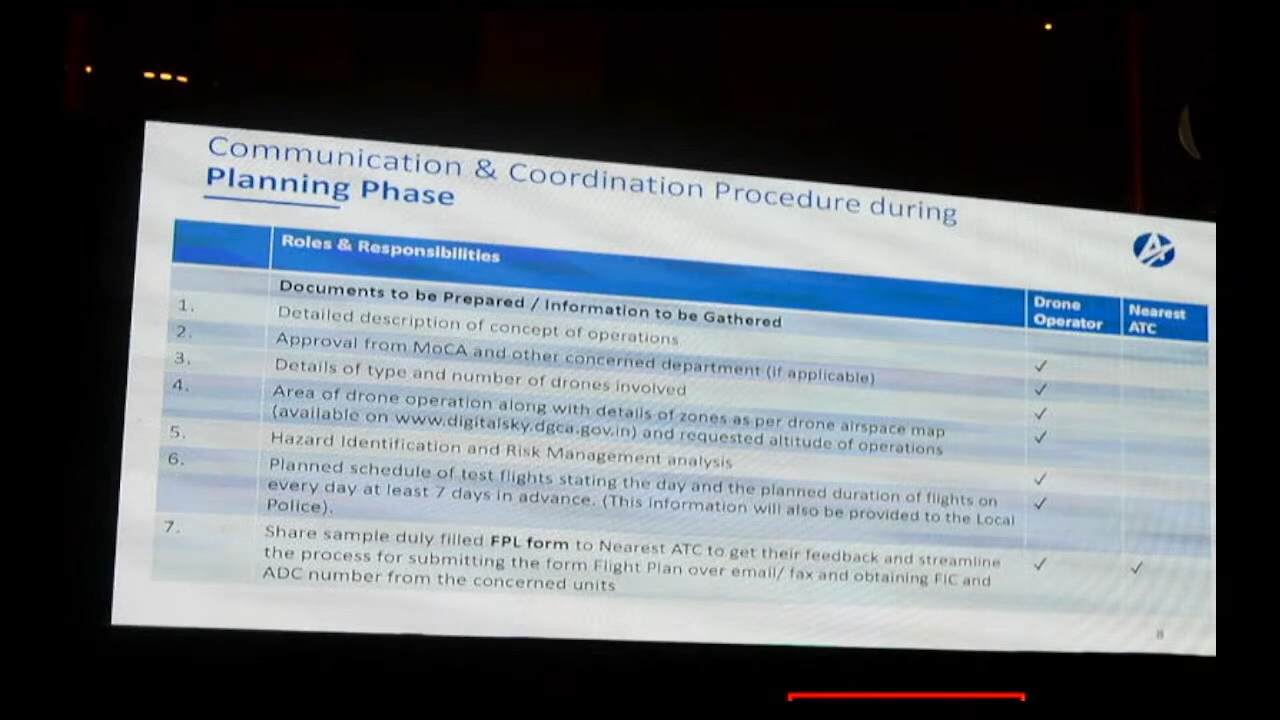 Communication & Coordination Procedure during
Planning Phase
Roles & Responsibilities
Drone
Operator
Nearest
ATC
Documents to be Prepared / Information to be Gathered
1. Detailed description of concept of operations ✓
2. Approval from MoCA and other concerned department (if applicable) ✓
3. Details of type and number of drones involved ✓
4. Area of drone operation along with details of zones as per drone airspace map ✓
(available on www.digitalsky.dgca.gov.in) and requested altitude of operations
5. Hazard Identification and Risk Management analysis ✓
6. Planned schedule of test flights stating the day and the planned duration of flights on ✓
every day at least 7 days in advance. (This information will also be provided to the Local
Police).
7. Share sample duly filled FPL form to Nearest ATC to get their feedback and streamline ✓ ✓
the process for submitting the form Flight Plan over email/ fax and obtaining FIC and
ADC number from the concerned units
8